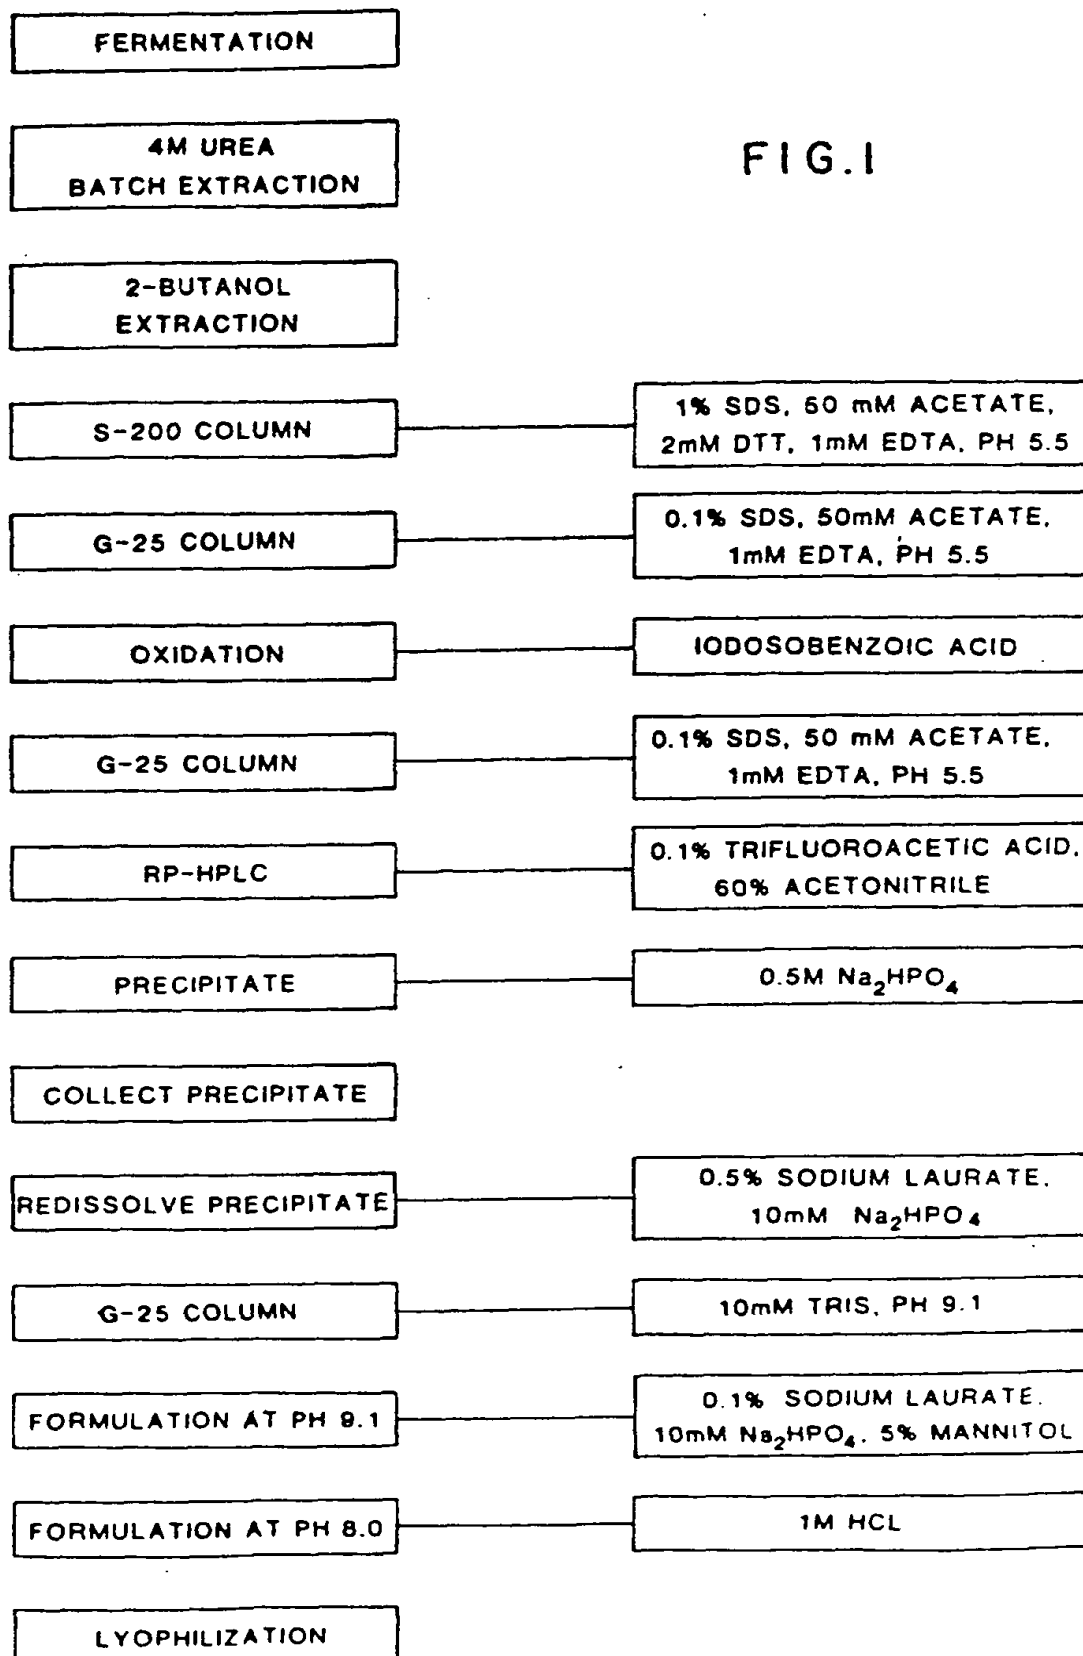 FERMENTATION
4M UREA
BATCH EXTRACTION
FIG.1
2-BUTANOL
EXTRACTION
S-200 COLUMN
1% SDS, 50 mM ACETATE,
2mM DTT, 1mM EDTA, PH 5.5
G-25 COLUMN
0.1% SDS, 50mM ACETATE,
1mM EDTA, PH 5.5
OXIDATION
IODOSOBENZOIC ACID
G-25 COLUMN
0.1% SDS, 50 mM ACETATE,
1mM EDTA, PH 5.5
RP-HPLC
0.1% TRIFLUOROACETIC ACID,
60% ACETONITRILE
PRECIPITATE
0.5M Na₂HPO₄
COLLECT PRECIPITATE
REDISSOLVE PRECIPITATE
0.5% SODIUM LAURATE,
10mM Na₂HPO₄
G-25 COLUMN
10mM TRIS, PH 9.1
FORMULATION AT PH 9.1
0.1% SODIUM LAURATE,
10mM Na₂HPO₄, 5% MANNITOL
FORMULATION AT PH 8.0
1M HCL
LYOPHILIZATION